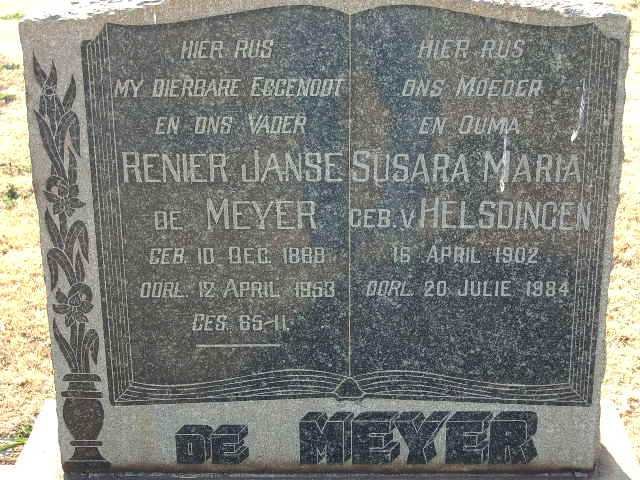 HIER RUS
MY DIERBARE EGGENOOT
EN ONS VADER
RENIER JANSE
DE MEYER
GEB. 10 DEC. 1888
OORL. 12 APRIL 1953
GES. 65-11.
HIER RUS
ONS MOEDER
EN OUMA
SUSARA MARIA
GEB. V HELSDINGEN
16 APRIL 1902
OORL. 20 JULIE 1984
DE MEYER